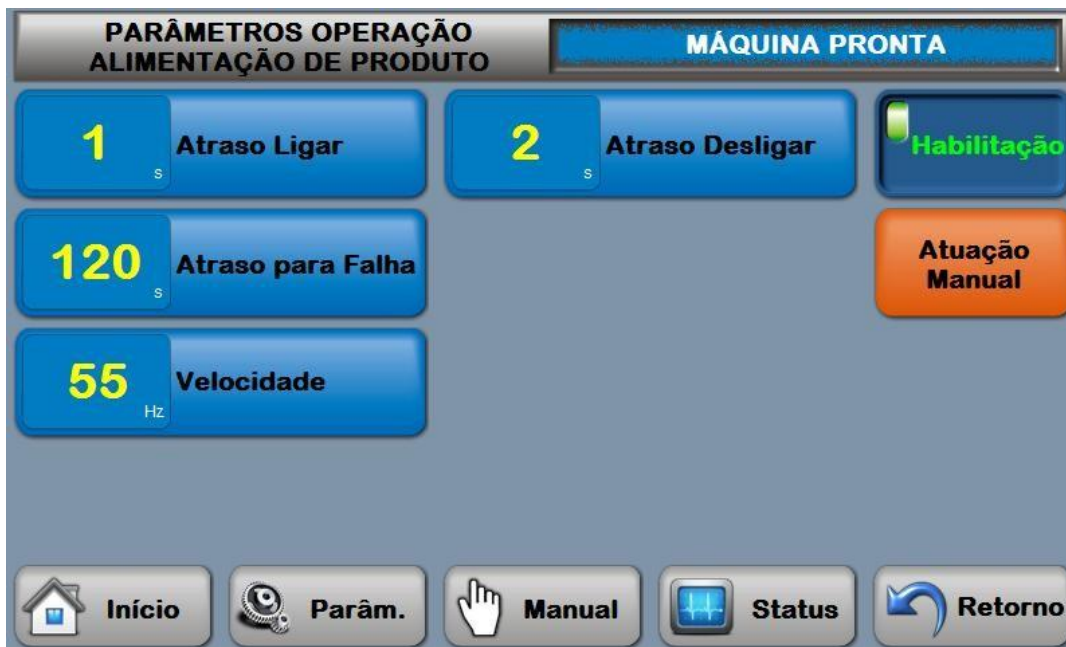 PARÂMETROS OPERAÇÃO
ALIMENTAÇÃO DE PRODUTO
MÁQUINA PRONTA
1 s
Atraso Ligar
2 s
Atraso Desligar
Habilitação
120 s
Atraso para Falha
Atuação
Manual
55 Hz
Velocidade
Início
Parâm.
Manual
Status
Retorno